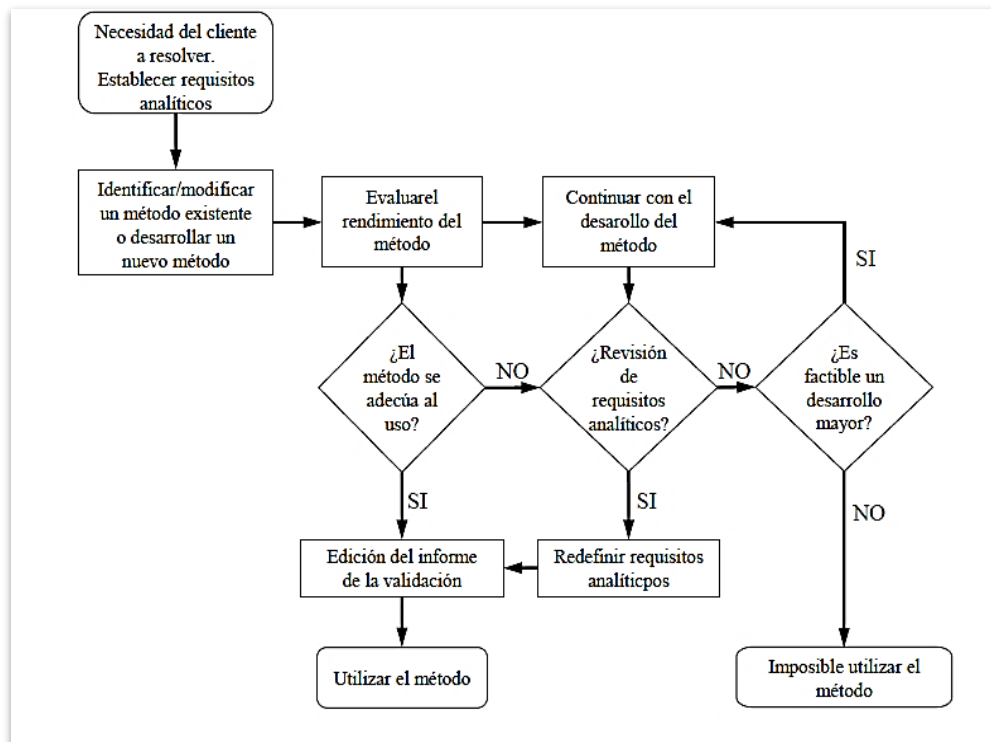 Necesidad del cliente
a resolver.
Establecer requisitos
analíticos
Identificar/modificar
un método existente
o desarrollar un
nuevo método
Evaluarel
rendimiento del
método
Continuar con el
desarollo del
método
SI
¿El
método se
adecúa al
uso?
NO
¿Revisión
de
requisitos
analíticos?
NO
¿Es
factible un
desarrollo
mayor?
SI
SI
NO
Edición del informe
de la validación
Redefinir requisitos
analíticpos
Utilizar el método
Imposible utilizar el
método